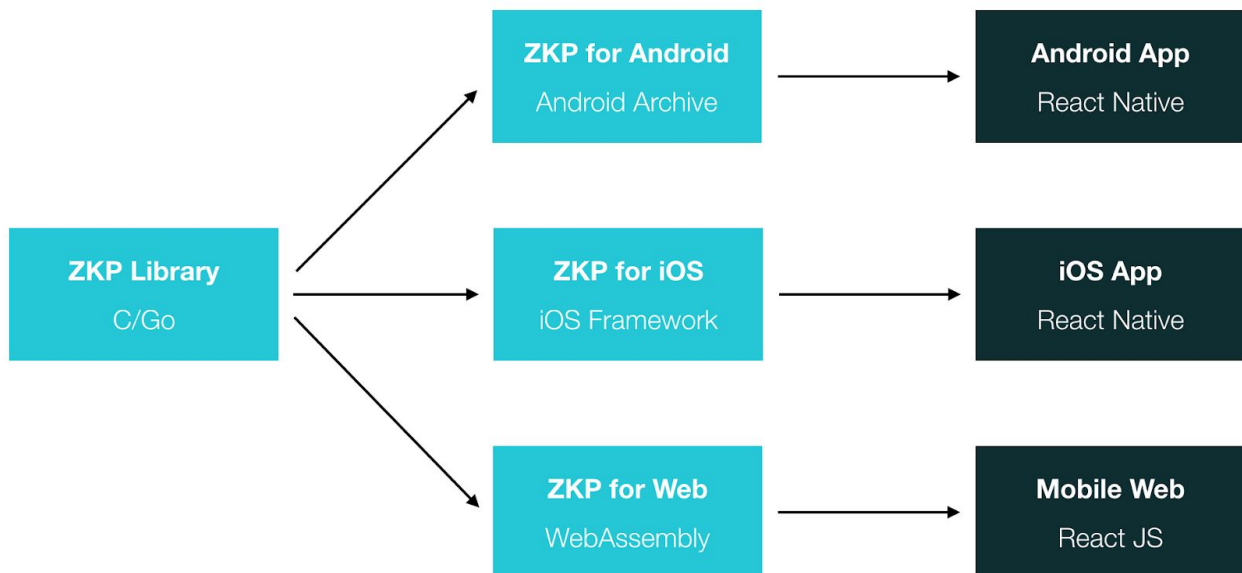 ZKP for Android
Android Archive
Android App
React Native
ZKP Library
C/Go
ZKP for iOS
iOS Framework
iOS App
React Native
ZKP for Web
WebAssembly
Mobile Web
React JS